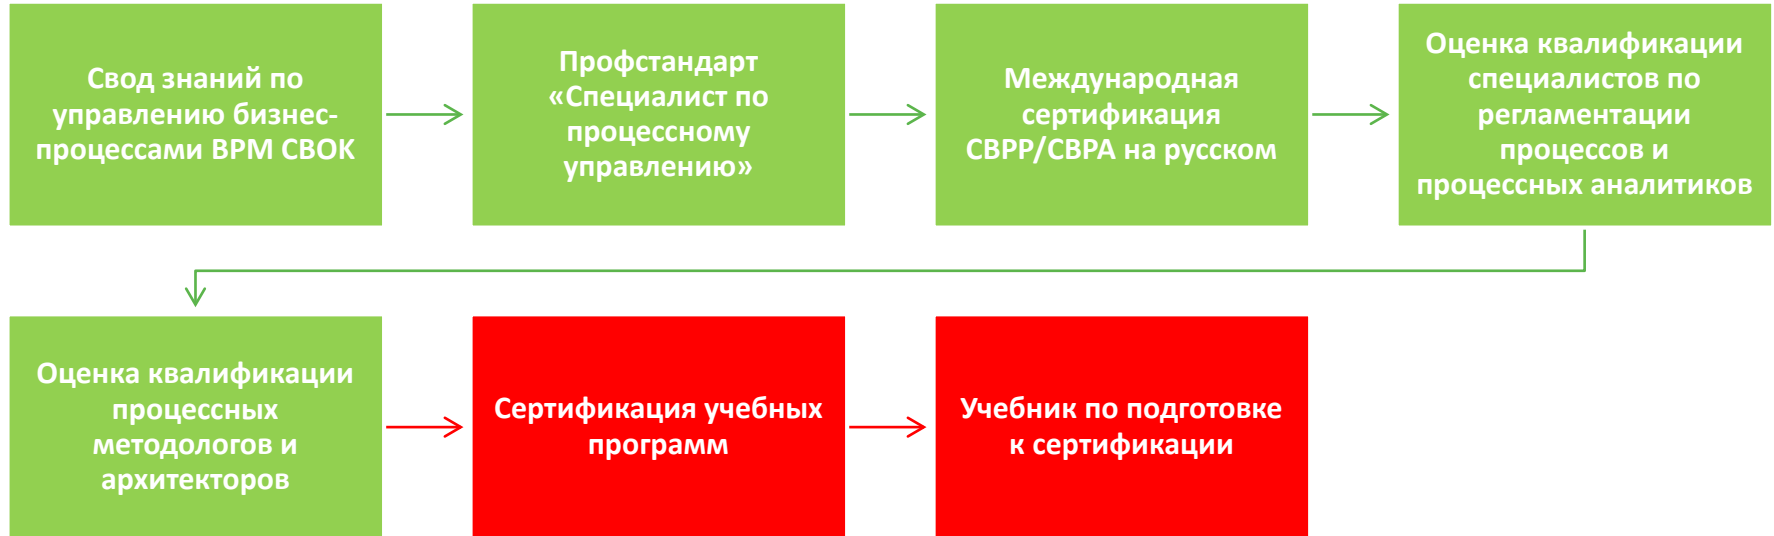 Свод знаний по
управлению бизнес-
процессами BPM CBOK
Профстандарт
«Специалист по
процессному
управлению»
Международная
сертификация
CBPP/CBPA на русском
Оценка квалификации
специалистов по
регламентации
процессов и
процессных аналитиков
Оценка квалификации
процессных
методологов и
архитекторов
Сертификация учебных
программ
Учебник по подготовке
к сертификации